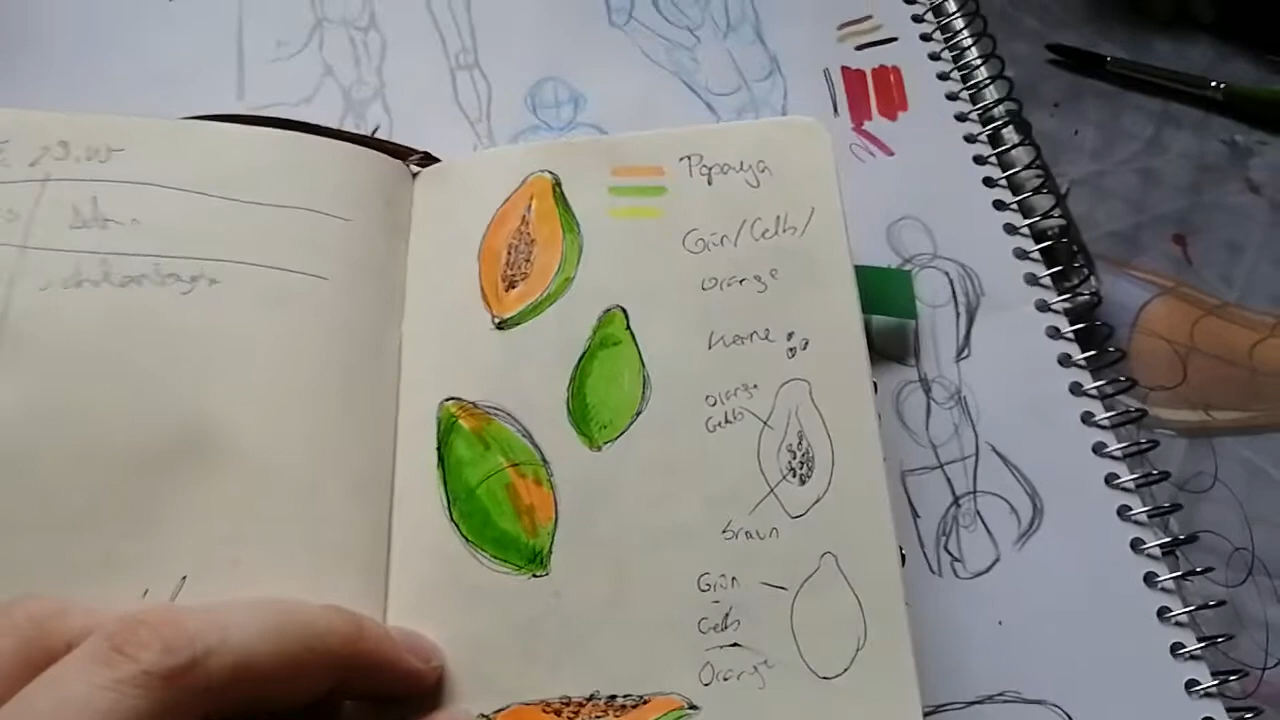 Papaya
Grün/Gelb/
Orange
Kerne
Orange
Gelb
Braun
Grün
-
Gelb
-
Orange